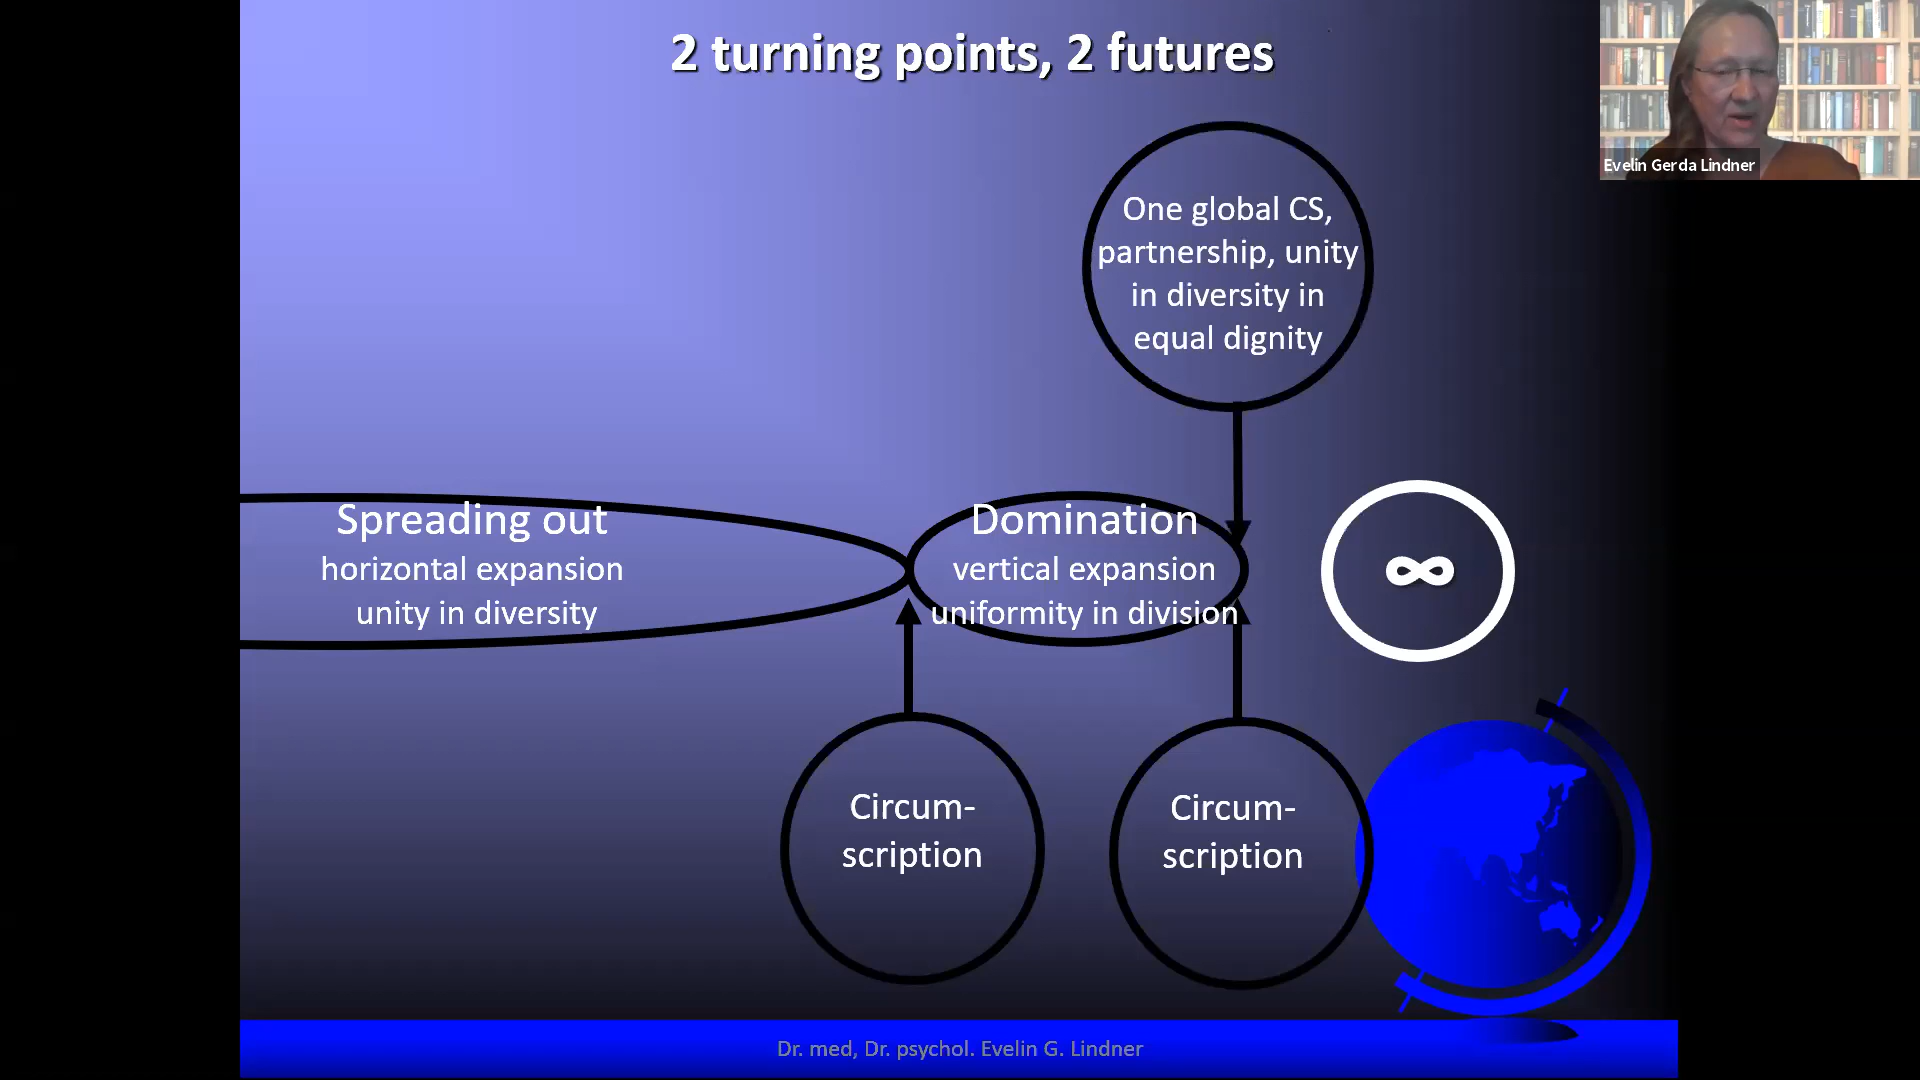 2 turning points, 2 futures
Evelin Gerda Lindner
One global CS,
partnership, unity
in diversity in
equal dignity
Spreading out
horizontal expansion
unity in diversity
Domination
vertical expansion
uniformity in division
∞
Circum-
scription
Circum-
scription
Dr. med, Dr. psychol. Evelin G. Lindner